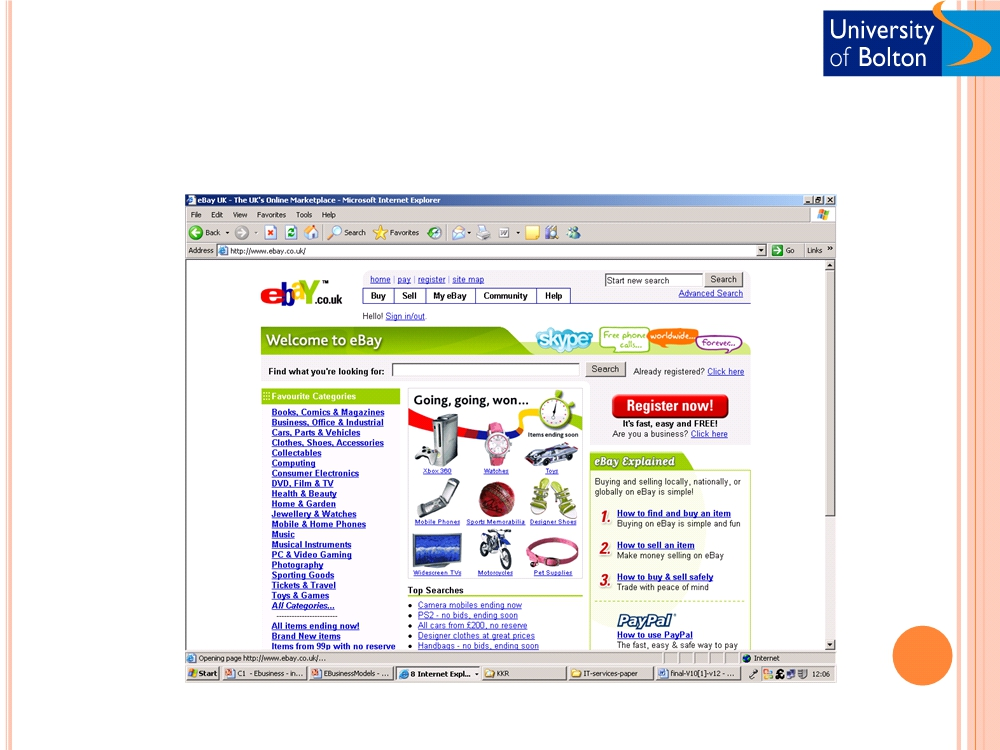 University
of Bolton
eBay UK - The UK's Online Marketplace - Microsoft Internet Explorer
File Edit View Favorites Tools Help
Back Search Favorites
Address http://www.ebay.co.uk/ Go Links »
home | pay | register | site map
Start new search Search
ebay™.co.uk
Buy Sell My eBay Community Help
Advanced Search
Hello! Sign in/out.
Welcome to eBay
skype
Free phone calls...
worldwide...
forever...
Find what you're looking for: Search Already registered? Click here
Favourite Categories
Books, Comics & Magazines
Business, Office & Industrial
Cars, Parts & Vehicles
Clothes, Shoes, Accessories
Collectables
Computing
Consumer Electronics
DVD, Film & TV
Health & Beauty
Home & Garden
Jewellery & Watches
Mobile & Home Phones
Music
Musical Instruments
PC & Video Gaming
Photography
Sporting Goods
Tickets & Travel
Toys & Games
All Categories...
------------------------
All items ending now!
Brand New items
Items from 99p with no reserve
Going, going, won...
Items ending soon
Xbox 360 Watches Toys
Mobile Phones Sports Memorabilia Designer Shoes
Widescreen TVs Motorcycles Pet Supplies
Top Searches
• Camera mobiles ending now
• PS2 - no bids, ending soon
• All cars from £200, no reserve
• Designer clothes at great prices
• Handbags - no bids, ending soon
Register now!
It's fast, easy and FREE!
Are you a business? Click here
eBay Explained
Buying and selling locally, nationally, or
globally on eBay is simple!
1. How to find and buy an item
Buying on eBay is simple and fun
2. How to sell an item
Make money selling on eBay
3. How to buy & sell safely
Trade with peace of mind
PayPal
How to use PayPal
The fast, easy & safe way to pay
Opening page http://www.ebay.co.uk/... Internet
Start C1 - Ebusiness - in... EBusinessModels - ... 8 Internet Expl... KKR IT-services-paper final-V10[1]-v12 - ... 12:06